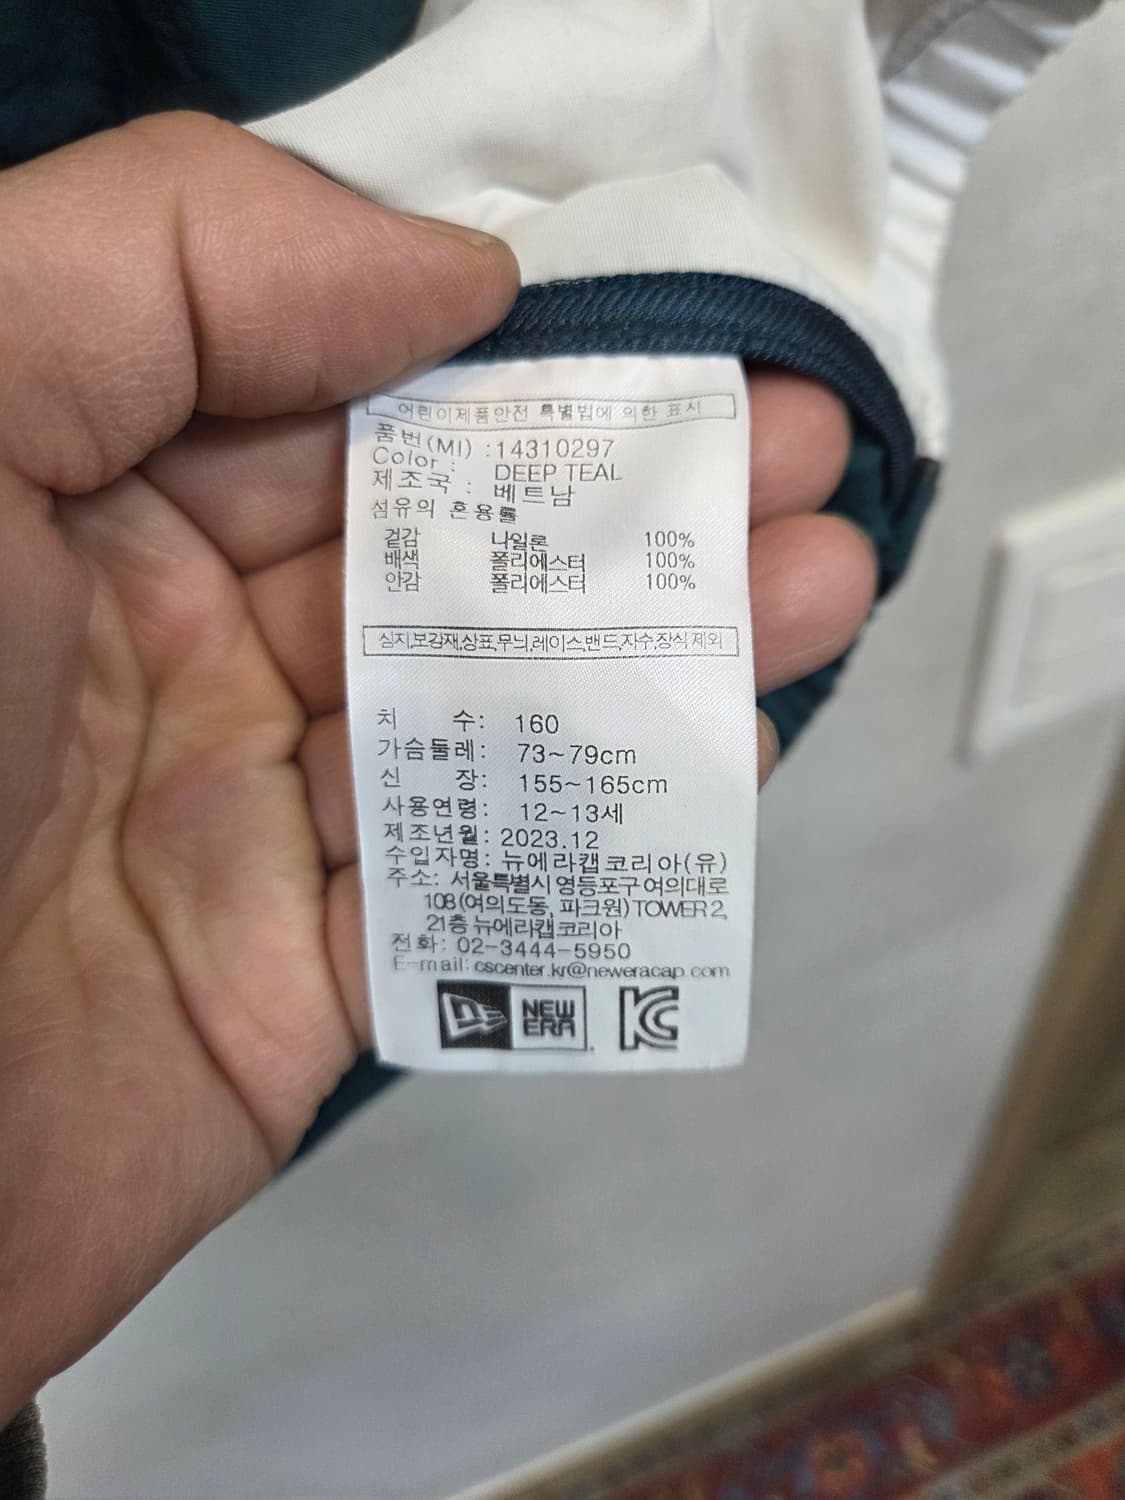 어린이제품안전 특별법에 의한 표시
품번(MI) : 14310297
Color : DEEP TEAL
제조국 : 베트남
섬유의 혼용률
겉감 나일론 100%
배색 폴리에스터 100%
안감 폴리에스터 100%
심지,보강재,상표,무늬,레이스,밴드,자수,장식 제외
치 수: 160
가슴둘레: 73~79cm
신 장: 155~165cm
사용연령: 12~13세
제조년월: 2023.12
수입자명: 뉴에라캡코리아(유)
주소: 서울특별시 영등포구 여의대로
108 (여의도동, 파크원) TOWER 2,
21층 뉴에라캡코리아
전화: 02-3444-5950
E-mail: cscenter.kr@neweracap.com
NEW
ERA
KC